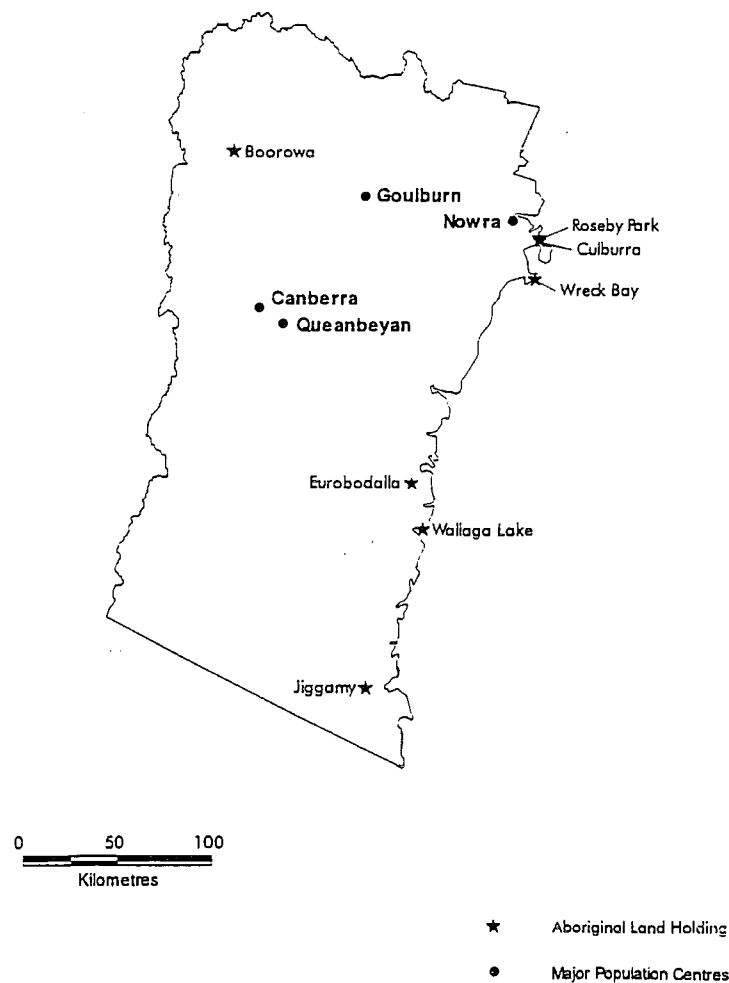 Boorowa
Goulburn
Nowra
Roseby Park
Culburra
Wreck Bay
Canberra
Queanbeyan
Eurobodalla
Wallaga Lake
Jiggamy
0 50 100
Kilometres
Aboriginal Land Holding
Major Population Centres